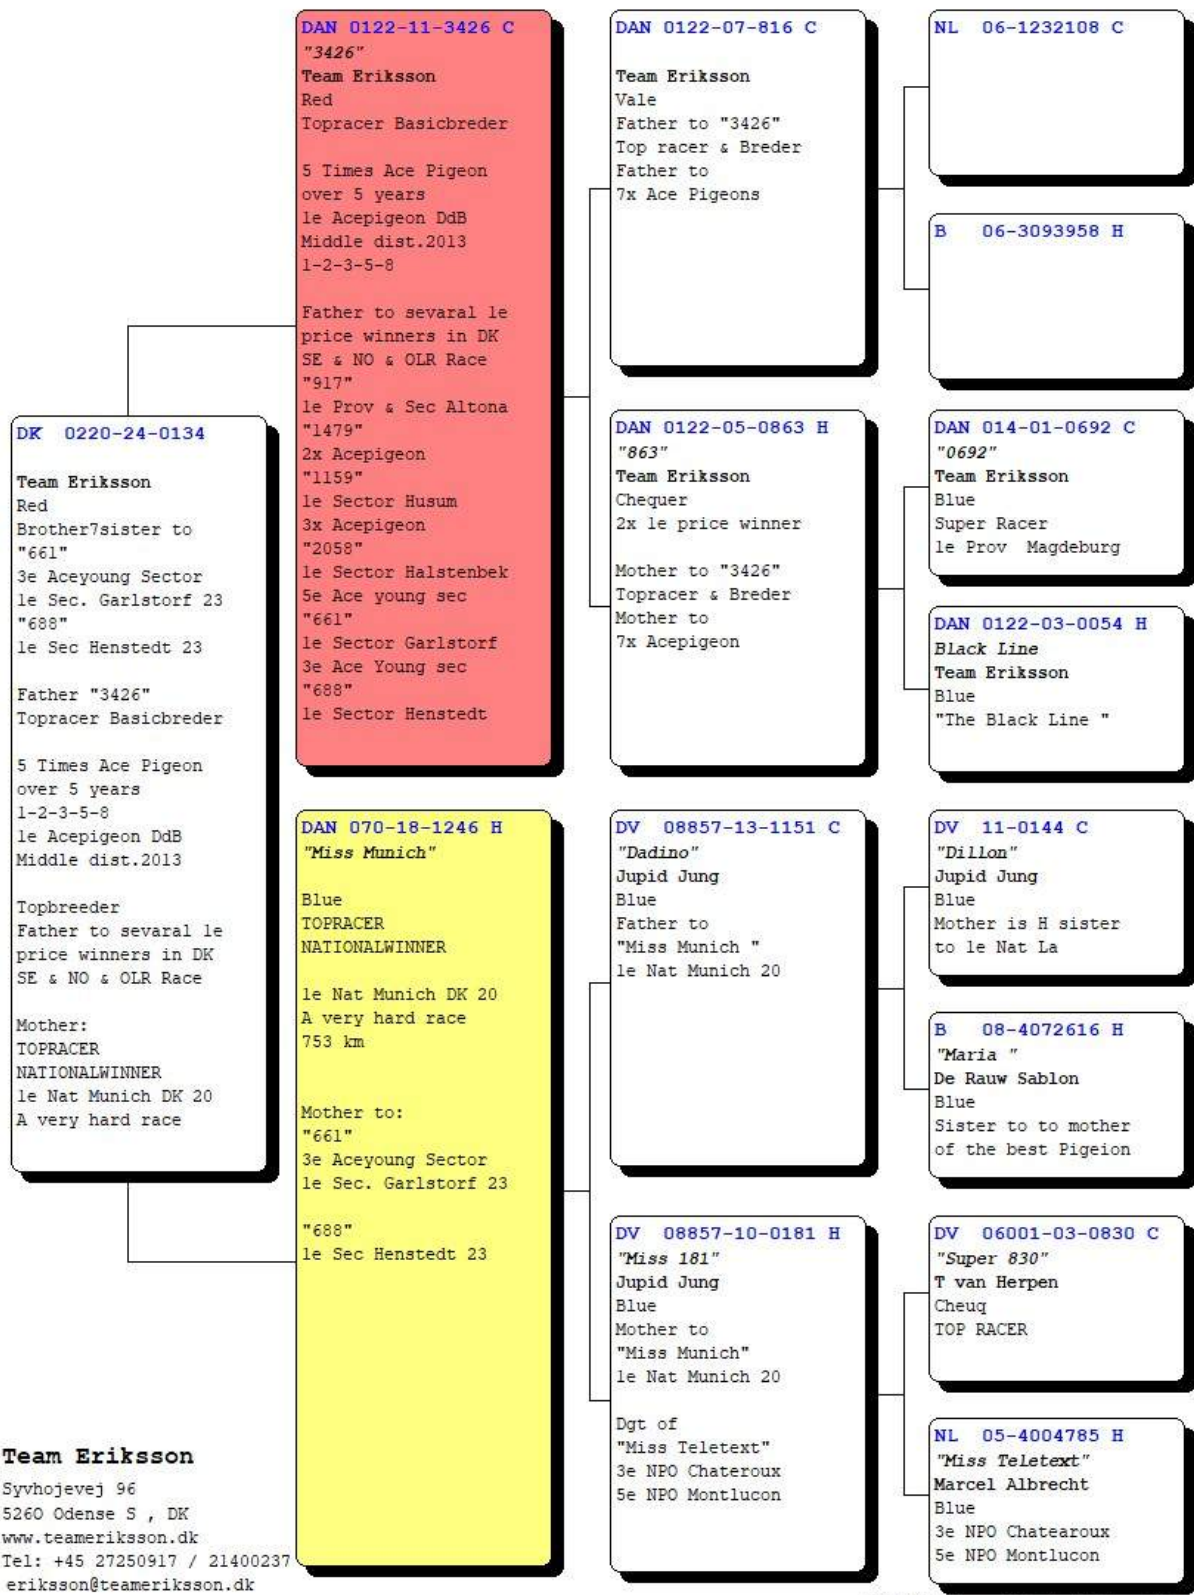 DK  0220-24-0134
Team Eriksson
Red
Brother7sister to
"661"
3e Aceyoung Sector
1e Sec. Garlstorf 23
"688"
1e Sec Henstedt 23
Father "3426"
Topracer Basicbreder
5 Times Ace Pigeon
over 5 years
1-2-3-5-8
1e Acepigeon DdB
Middle dist.2013
Topbreeder
Father to sevaral 1e
price winners in DK
SE & NO & OLR Race
Mother:
TOPRACER
NATIONALWINNER
1e Nat Munich DK 20
A very hard race
DAN 0122-11-3426 C
"3426"
Team Eriksson
Red
Topracer Basicbreder
5 Times Ace Pigeon
over 5 years
1e Acepigeon DdB
Middle dist.2013
1-2-3-5-8
Father to sevaral 1e
price winners in DK
SE & NO & OLR Race
"917"
1e Prov & Sec Altona
"1479"
2x Acepigeon
"1159"
1e Sector Husum
3x Acepigeon
"2058"
1e Sector Halstenbek
5e Ace young sec
"661"
1e Sector Garlstorf
3e Ace Young sec
"688"
1e Sector Henstedt
DAN 070-18-1246 H
"Miss Munich"
Blue
TOPRACER
NATIONALWINNER
1e Nat Munich DK 20
A very hard race
753 km
Mother to:
"661"
3e Aceyoung Sector
1e Sec. Garlstorf 23
"688"
1e Sec Henstedt 23
DAN 0122-07-816 C
Team Eriksson
Vale
Father to "3426"
Top racer & Breder
Father to
7x Ace Pigeons
DAN 0122-05-0863 H
"863"
Team Eriksson
Chequer
2x 1e price winner
Mother to "3426"
Topracer & Breder
Mother to
7x Acepigeon
DV  08857-13-1151 C
"Dadino"
Jupid Jung
Blue
Father to
"Miss Munich "
1e Nat Munich 20
DV  08857-10-0181 H
"Miss 181"
Jupid Jung
Blue
Mother to
"Miss Munich"
1e Nat Munich 20
Dgt of
"Miss Teletext"
3e NPO Chateroux
5e NPO Montlucon
NL  06-1232108 C
B   06-3093958 H
DAN 014-01-0692 C
"0692"
Team Eriksson
Blue
Super Racer
1e Prov  Magdeburg
DAN 0122-03-0054 H
Black Line
Team Eriksson
Blue
"The Black Line "
DV  11-0144 C
"Dillon"
Jupid Jung
Blue
Mother is H sister
to 1e Nat La
B   08-4072616 H
"Maria "
De Rauw Sablon
Blue
Sister to to mother
of the best Pigeion
DV  06001-03-0830 C
"Super 830"
T van Herpen
Cheuq
TOP RACER
NL  05-4004785 H
"Miss Teletext"
Marcel Albrecht
Blue
3e NPO Chatearoux
5e NPO Montlucon
Team Eriksson
Syvhojevej 96
5260 Odense S , DK
www.teameriksson.dk
Tel: +45 27250917 / 21400237
eriksson@teameriksson.dk